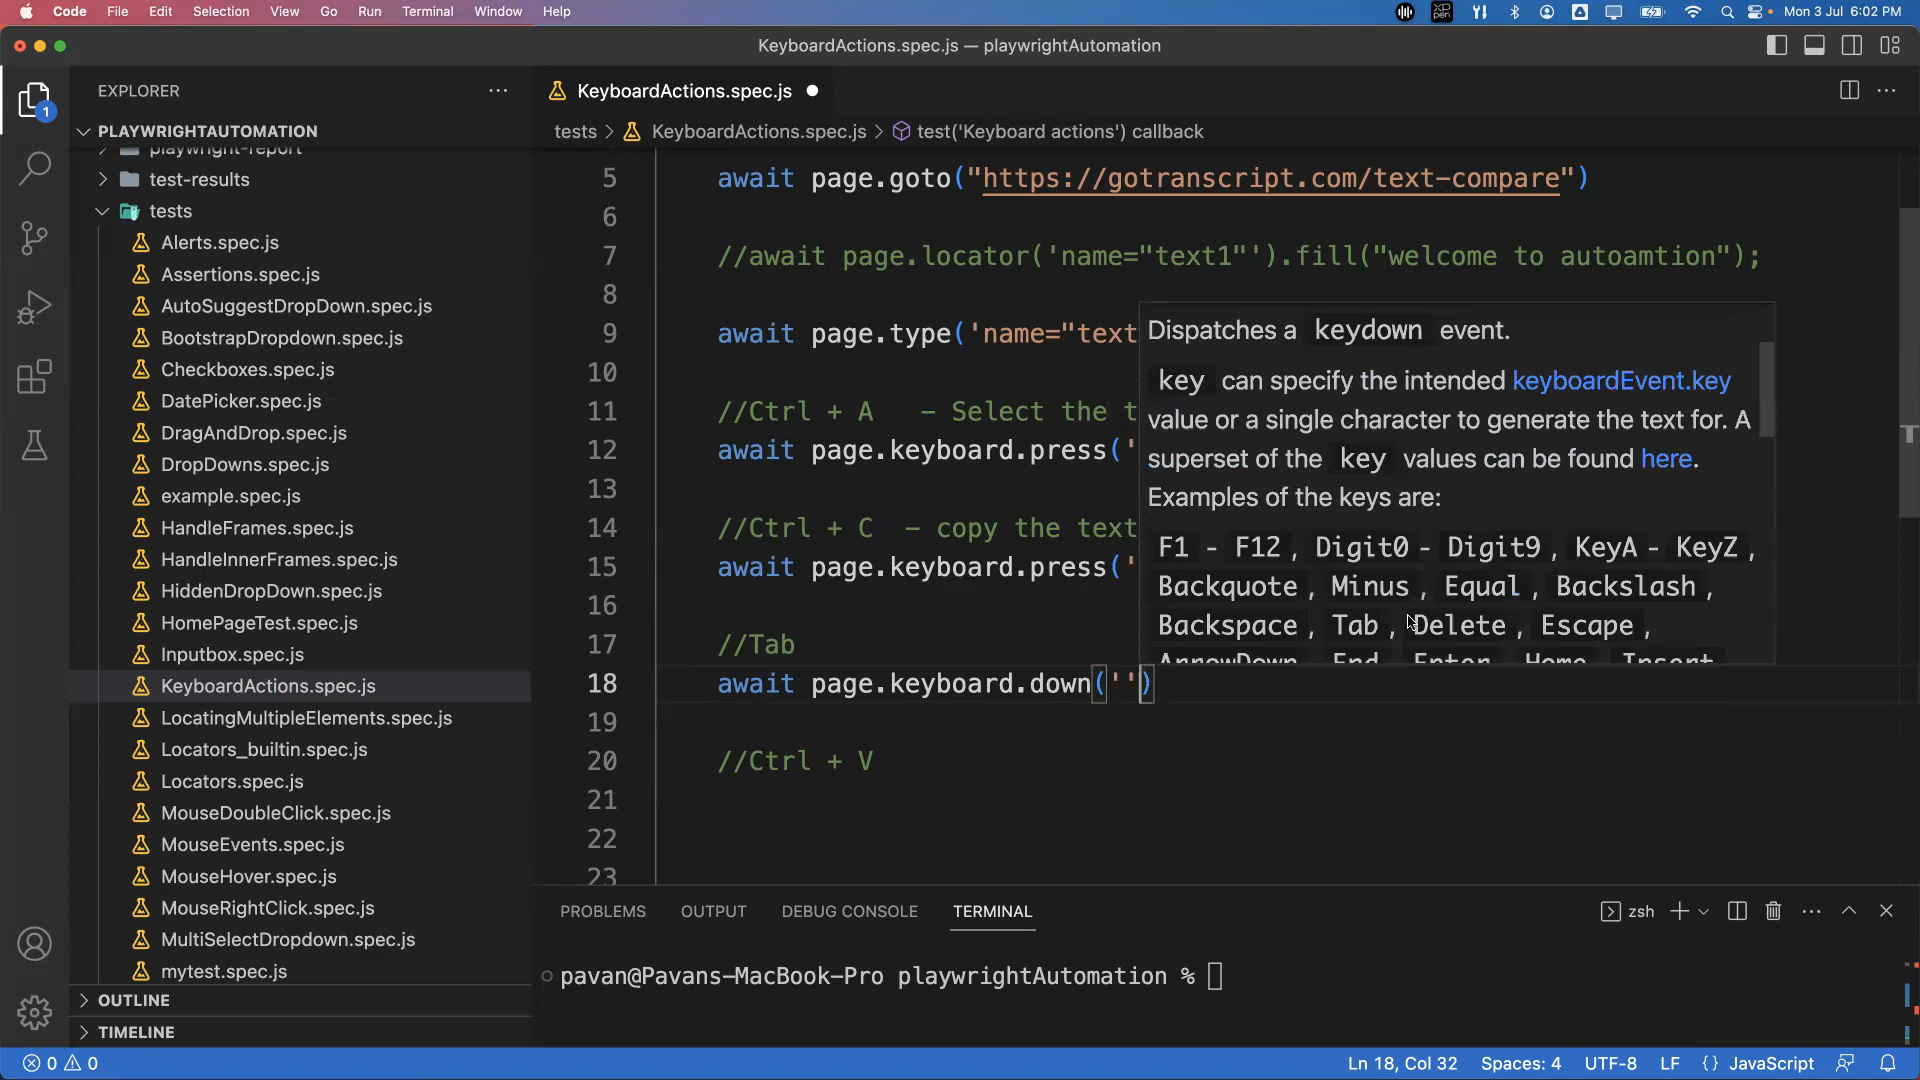 Code File Edit Selection View Go Run Terminal Window Help Mon 3 Jul 6:02 PM
KeyboardActions.spec.js — playwrightAutomation
EXPLORER
KeyboardActions.spec.js
PLAYWRIGHTAUTOMATION
tests > KeyboardActions.spec.js > test('Keyboard actions') callback
playwright-report
test-results
tests
Alerts.spec.js
Assertions.spec.js
AutoSuggestDropDown.spec.js
BootstrapDropdown.spec.js
Checkboxes.spec.js
DatePicker.spec.js
DragAndDrop.spec.js
DropDowns.spec.js
example.spec.js
HandleFrames.spec.js
HandleInnerFrames.spec.js
HiddenDropDown.spec.js
HomePageTest.spec.js
Inputbox.spec.js
KeyboardActions.spec.js
LocatingMultipleElements.spec.js
Locators_builtin.spec.js
Locators.spec.js
MouseDoubleClick.spec.js
MouseEvents.spec.js
MouseHover.spec.js
MouseRightClick.spec.js
MultiSelectDropdown.spec.js
mytest.spec.js
OUTLINE
TIMELINE
1
5 await page.goto("https://gotranscript.com/text-compare")
6
7 //await page.locator('name="text1"').fill("welcome to autoamtion");
8
9 await page.type('name="text
10
11 //Ctrl + A - Select the t
12 await page.keyboard.press('
13
14 //Ctrl + C - copy the text
15 await page.keyboard.press('
16
17 //Tab
18 await page.keyboard.down('')
19
20 //Ctrl + V
21
22
23
Dispatches a keydown event.
key can specify the intended keyboardEvent.key
value or a single character to generate the text for. A
superset of the key values can be found here.
Examples of the keys are:
F1 - F12, Digit0- Digit9, KeyA- KeyZ,
Backquote, Minus, Equal, Backslash,
Backspace, Tab, Delete, Escape,
ArrowDown End Enter Home Insert
PROBLEMS OUTPUT DEBUG CONSOLE TERMINAL zsh
pavan@Pavans-MacBook-Pro playwrightAutomation %
0 0 Ln 18, Col 32 Spaces: 4 UTF-8 LF {} JavaScript